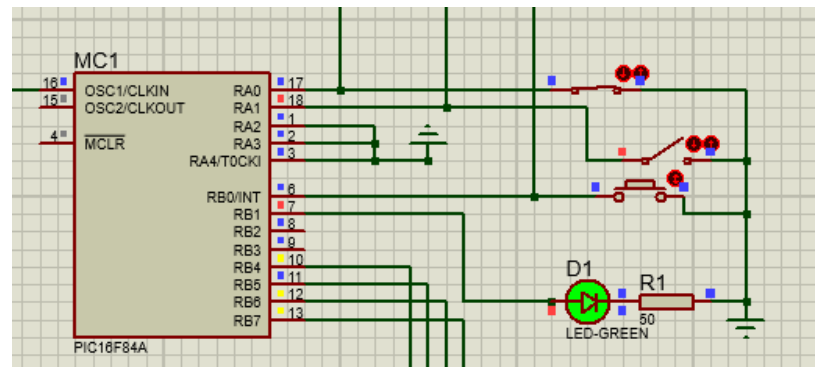 MC1
16 OSC1/CLKIN RA0 17
15 OSC2/CLKOUT RA1 18
RA2 1
4 MCLR RA3 2
RA4/T0CKI 3
RB0/INT 6
RB1 7
RB2 8
RB3 9
RB4 10
RB5 11
RB6 12
RB7 13
PIC16F84A
D1
LED-GREEN
R1
50